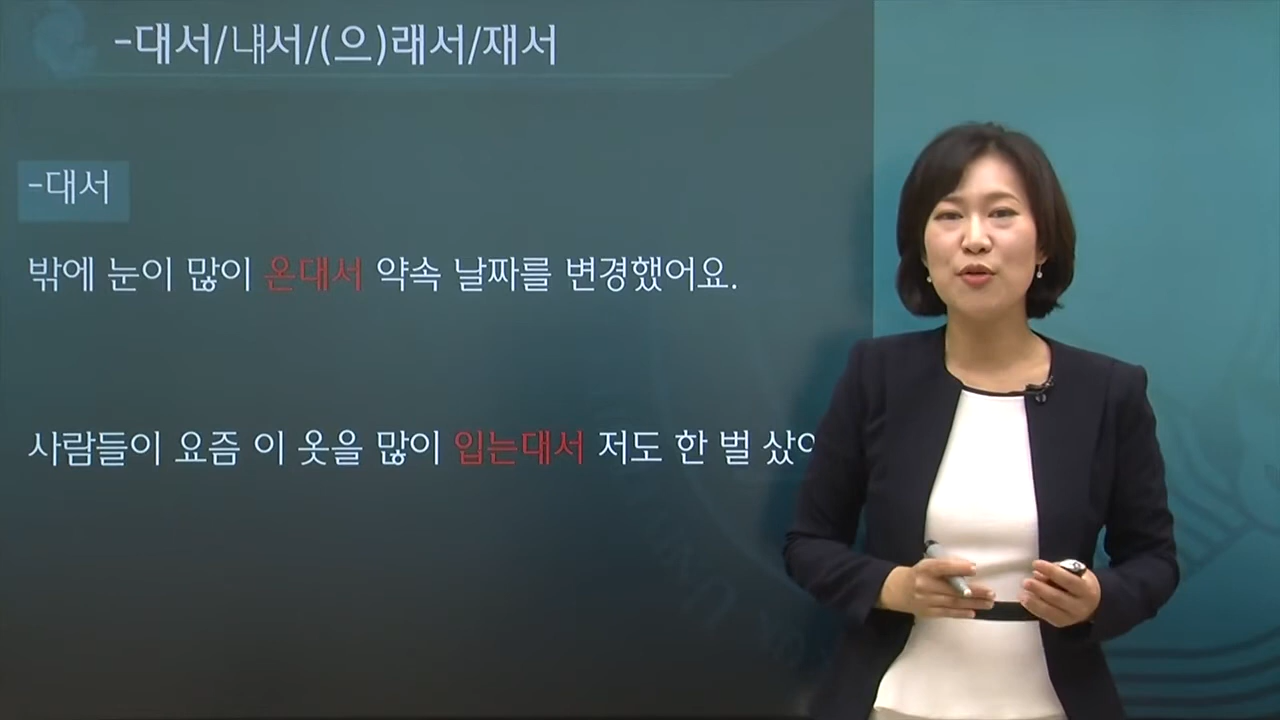 -대서/냬서/(으)래서/재서
-대서
밖에 눈이 많이 온대서 약속 날짜를 변경했어요.
사람들이 요즘 이 옷을 많이 입는대서 저도 한 벌